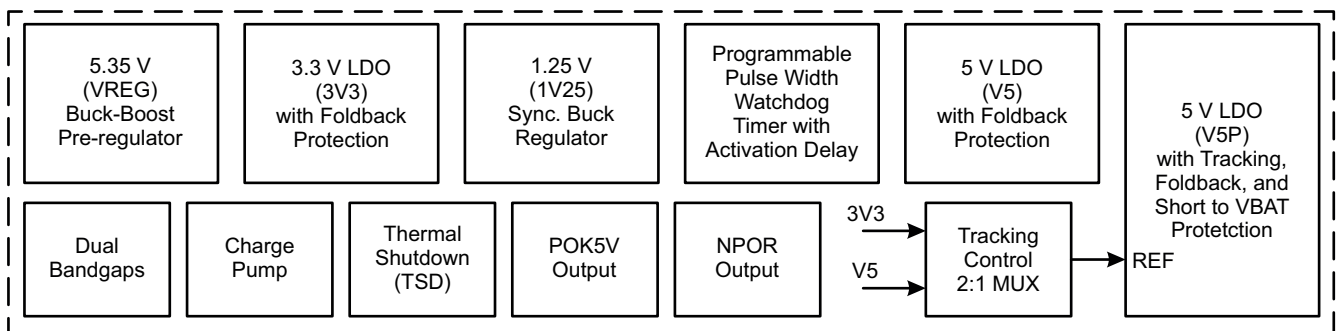 5.35 V
(VREG)
Buck-Boost
Pre-regulator
3.3 V LDO
(3V3)
with Foldback
Protection
1.25 V
(1V25)
Sync. Buck
Regulator
Programmable
Pulse Width
Watchdog
Timer with
Activation Delay
5 V LDO
(V5)
with Foldback
Protection
5 V LDO
(V5P)
with Tracking,
Foldback, and
Short to VBAT
Protetction
REF
Dual
Bandgaps
Charge
Pump
Thermal
Shutdown
(TSD)
POK5V
Output
NPOR
Output
3V3
V5
Tracking
Control
2:1 MUX